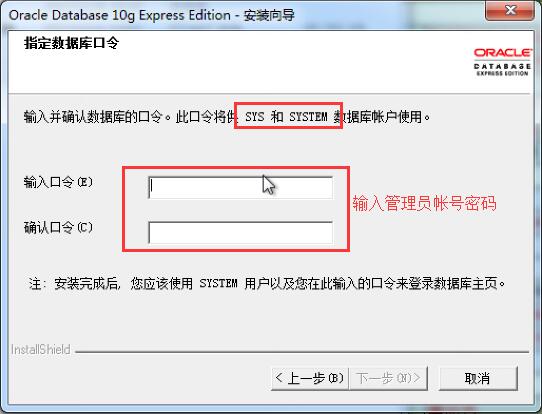 Oracle Database 10g Express Edition - 安装向导
指定数据库口令
ORACLE
DATABASE
EXPRESS EDITION
输入并确认数据库的口令。此口令将供 SYS 和 SYSTEM 数据库帐户使用。
输入口令(E)
输入管理员帐号密码
确认口令(C)
注: 安装完成后, 您应该使用 SYSTEM 用户以及您在此输入的口令来登录数据库主页。
InstallShield
< 上一步(B) 下一步(N)> 取消